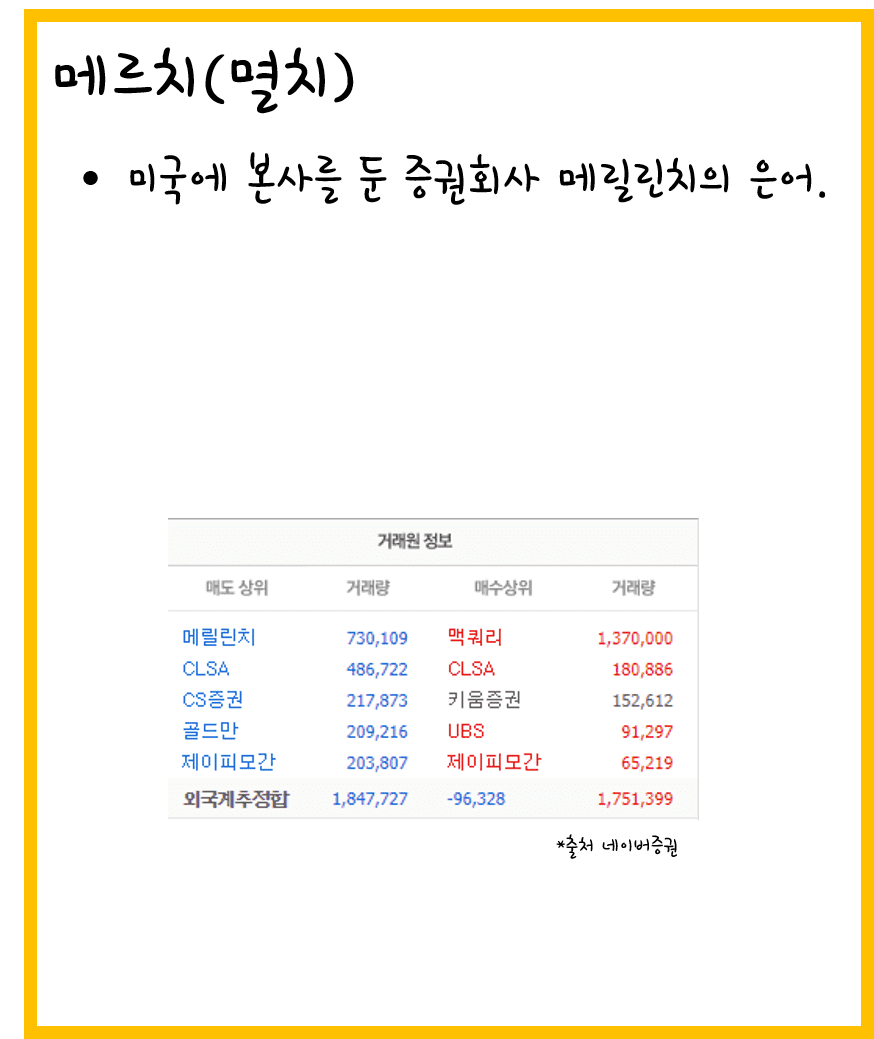 메르치(멸치)
• 미국에 본사를 둔 증권회사 메릴린치의 은어.
거래원 정보
매도 상위 거래량 매수상위 거래량
메릴린치 730,109 맥쿼리 1,370,000
CLSA 486,722 CLSA 180,886
CS증권 217,873 키움증권 152,612
골드만 209,216 UBS 91,297
제이피모간 203,807 제이피모간 65,219
외국계추정합 1,847,727 -96,328 1,751,399
*출처 네이버증권